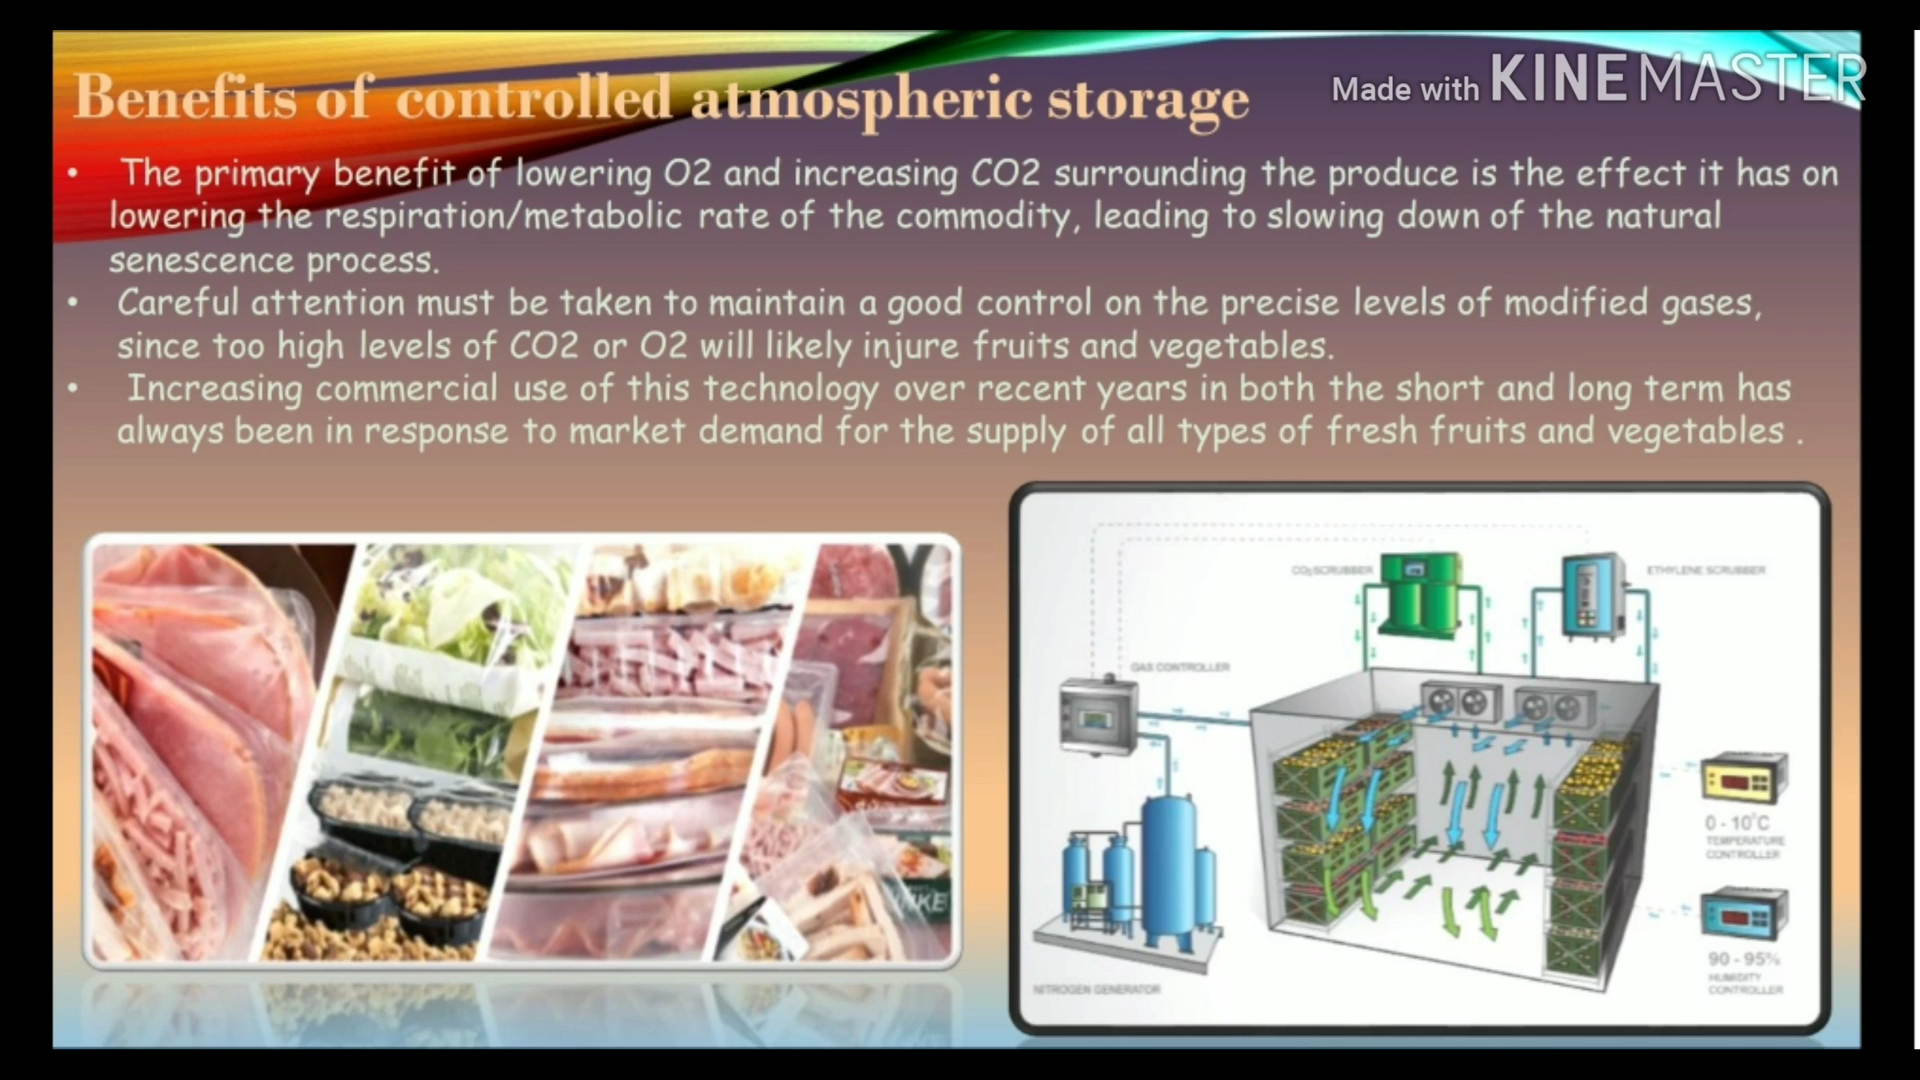 Benefits of controlled atmospheric storage
Made with KINEMASTER
• The primary benefit of lowering O2 and increasing CO2 surrounding the produce is the effect it has on
lowering the respiration/metabolic rate of the commodity, leading to slowing down of the natural
senescence process.
• Careful attention must be taken to maintain a good control on the precise levels of modified gases,
since too high levels of CO2 or O2 will likely injure fruits and vegetables.
• Increasing commercial use of this technology over recent years in both the short and long term has
always been in response to market demand for the supply of all types of fresh fruits and vegetables .
CO₂ SCRUBBER
ETHYLENE SCRUBBER
GAS CONTROLLER
0 - 10°C
TEMPERATURE
CONTROLLER
90 - 95%
HUMIDITY
CONTROLLER
NITROGEN GENERATOR